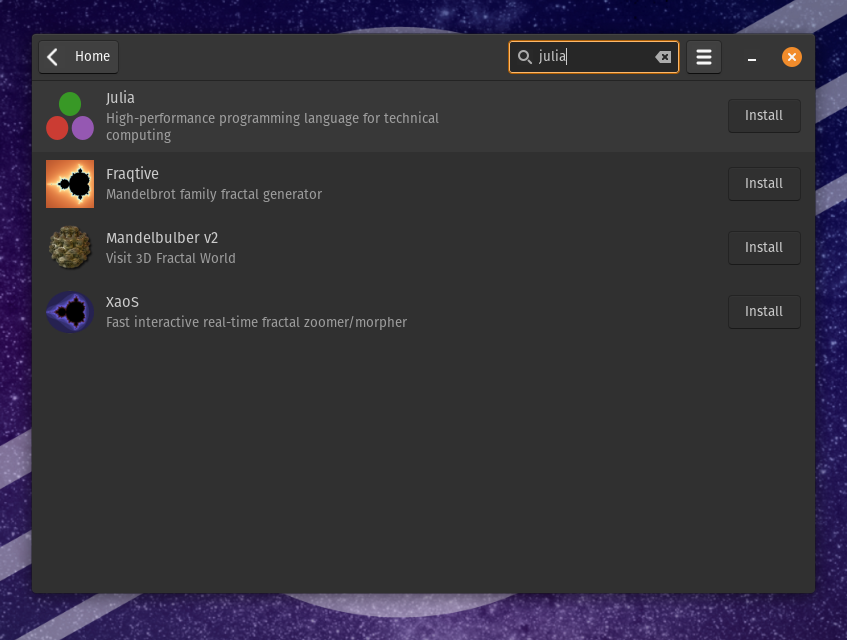 Home
julia
Julia
High-performance programming language for technical
computing
Install
Fraqtive
Mandelbrot family fractal generator
Install
Mandelbulber v2
Visit 3D Fractal World
Install
XaoS
Fast interactive real-time fractal zoomer/morpher
Install